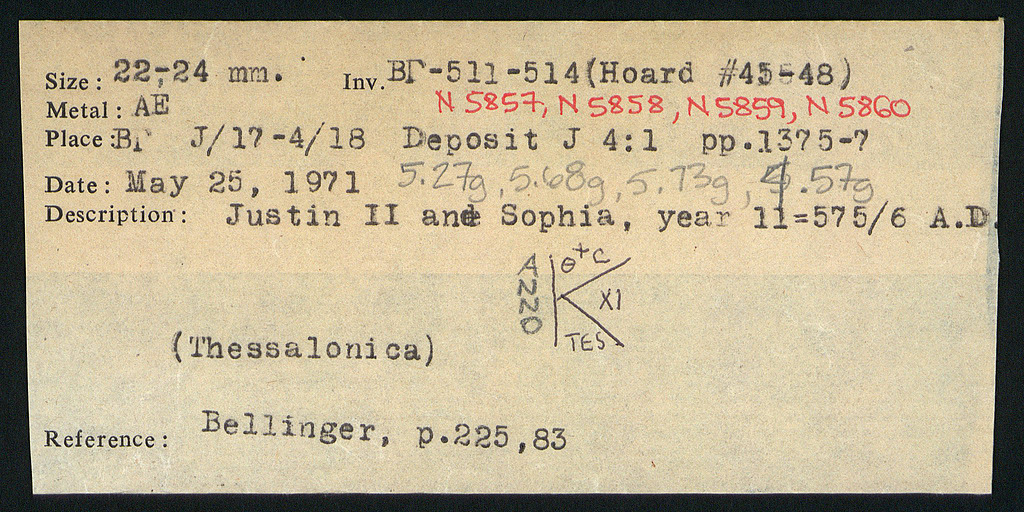 Size: 22-24 mm. Inv. ΒΓ-511-514(Hoard #45-48)
N 5857, N 5858, N 5859, N 5860
Metal: AE
Place: ΒΓ J/17-4/18 Deposit J 4:1 pp.1375-7
Date: May 25, 1971 5.27g, 5.68g, 5.73g, 4.57g
Description: Justin II and Sophia, year 11=575/6 A.D.
ANNO K Θ+C
XI
TES
(Thessalonica)
Reference: Bellinger, p.225,83